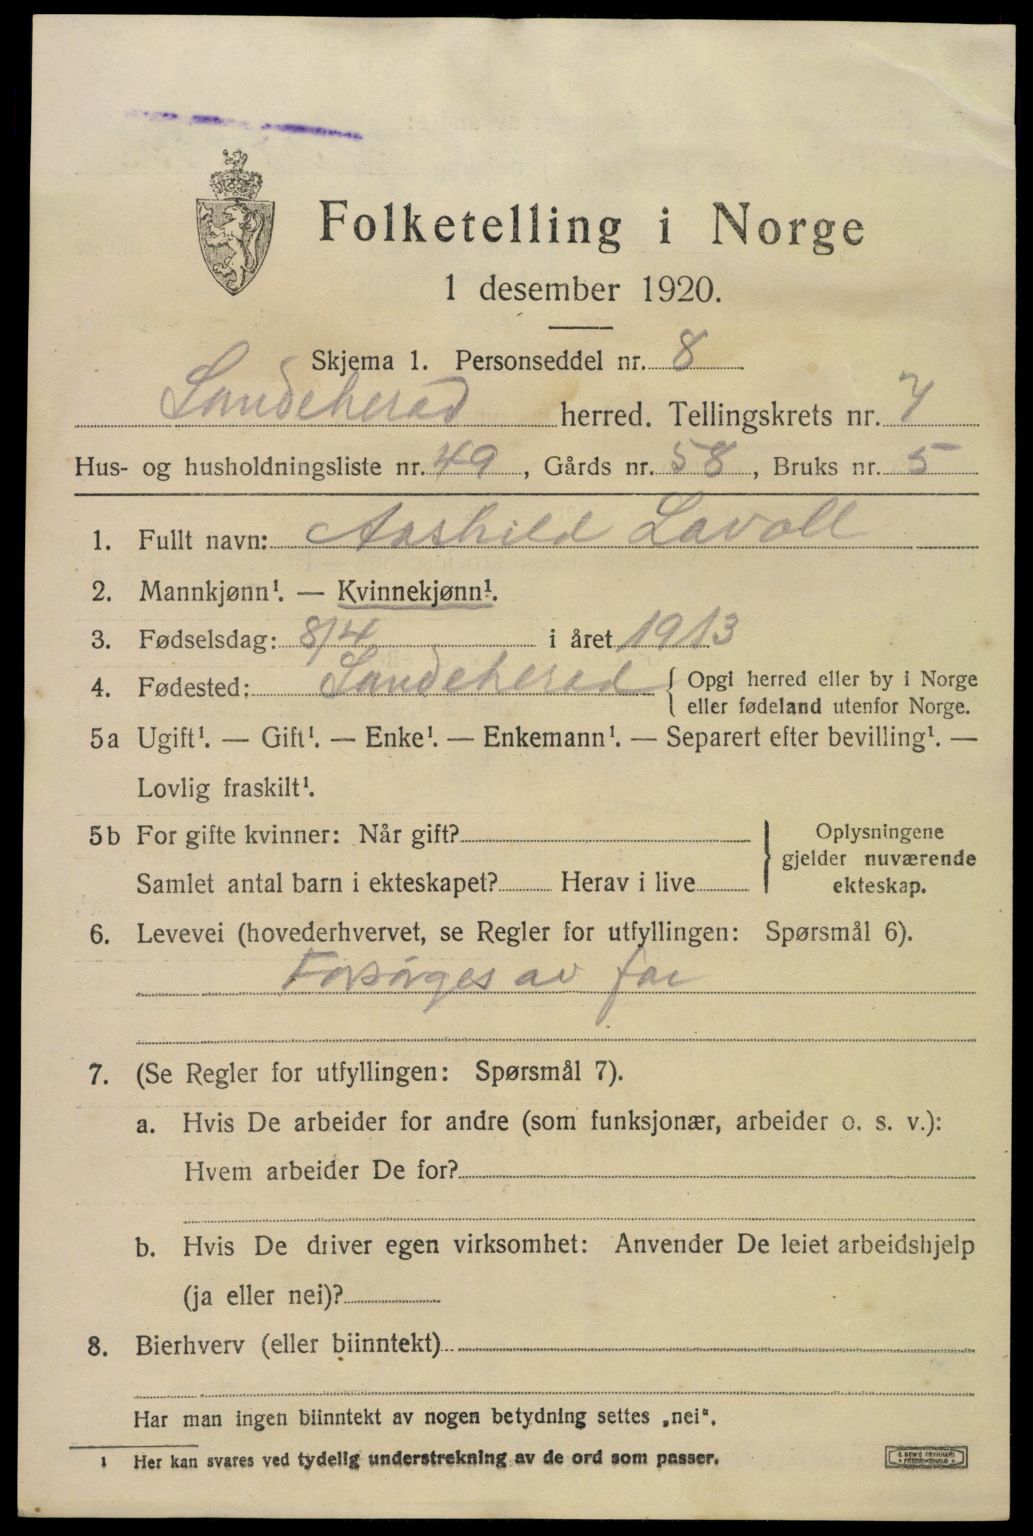 Folketelling i Norge
1 desember 1920.
Skjema 1. Personseddel nr. 8
Sandeherad herred. Tellingskrets nr. 7
Hus- og husholdningsliste nr. 49, Gårds nr. 58, Bruks nr. 5
1. Fullt navn: Aashild Lavoll
2. Mannkjønn¹. — Kvinnekjønn¹.
3. Fødselsdag: 8/4 i året 1913
4. Fødested: Sandeherad { Opgi herred eller by i Norge
eller fødeland utenfor Norge.
5a Ugift¹. — Gift¹. — Enke¹. — Enkemann¹. — Separert efter bevilling¹. —
Lovlig fraskilt¹.
5b For gifte kvinner: Når gift?
Samlet antal barn i ekteskapet? Herav i live
} Oplysningene
gjelder nuværende
ekteskap.
6. Levevei (hovederhvervet, se Regler for utfyllingen: Spørsmål 6).
Forsørges av far
7. (Se Regler for utfyllingen: Spørsmål 7).
a. Hvis De arbeider for andre (som funksjonær, arbeider o. s. v.):
Hvem arbeider De for?
b. Hvis De driver egen virksomhet: Anvender De leiet arbeidshjelp
(ja eller nei)?
8. Bierhverv (eller biinntekt)
Har man ingen biinntekt av nogen betydning settes „nei“.
¹ Her kan svares ved tydelig understrekning av de ord som passer.